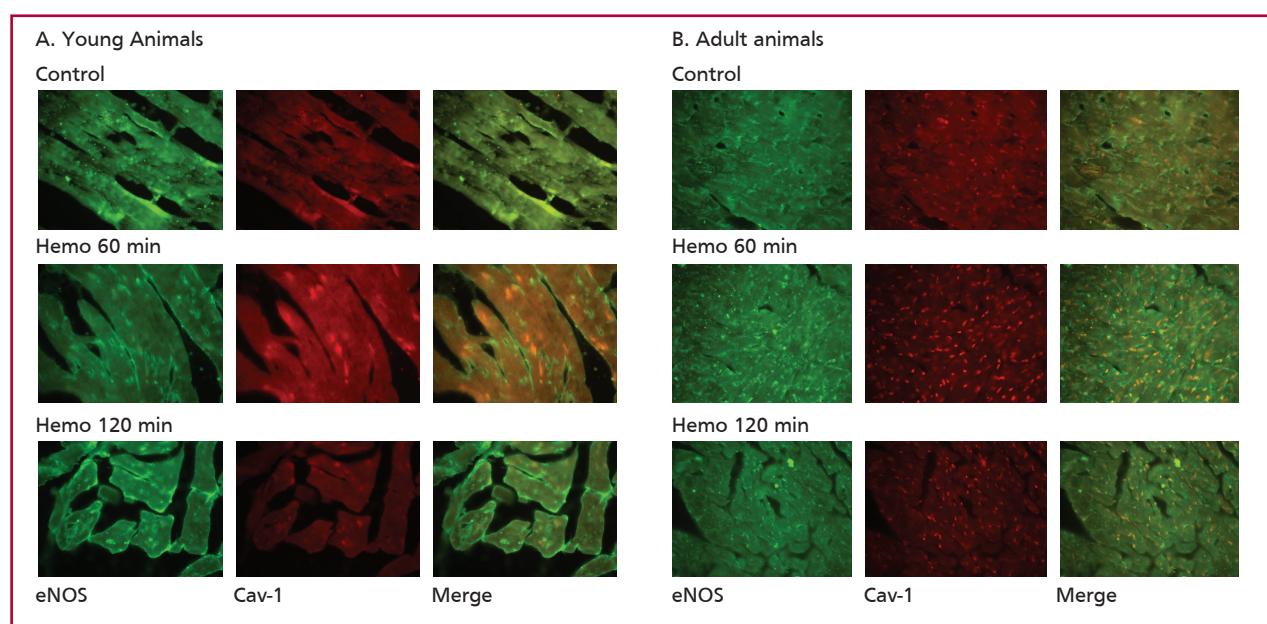 A. Young Animals
Control
Hemo 60 min
Hemo 120 min
eNOS Cav-1 Merge
B. Adult animals
Control
Hemo 60 min
Hemo 120 min
eNOS Cav-1 Merge